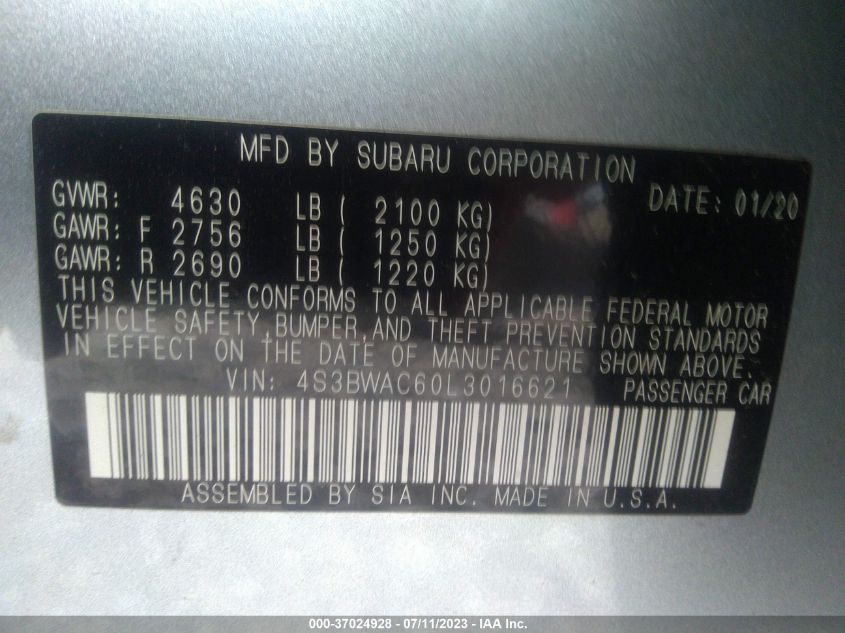 MFD BY SUBARU CORPORATION
GVWR: 4630 LB ( 2100 KG) DATE: 01/20
GAWR: F 2756 LB ( 1250 KG)
GAWR: R 2690 LB ( 1220 KG)
THIS VEHICLE CONFORMS TO ALL APPLICABLE FEDERAL MOTOR
VEHICLE SAFETY, BUMPER, AND THEFT PREVENTION STANDARDS
IN EFFECT ON THE DATE OF MANUFACTURE SHOWN ABOVE.
VIN: 4S3BWAC60L3016621 PASSENGER CAR
ASSEMBLED BY SIA INC. MADE IN U.S.A.
000-37024928 - 07/11/2023 - IAA Inc.